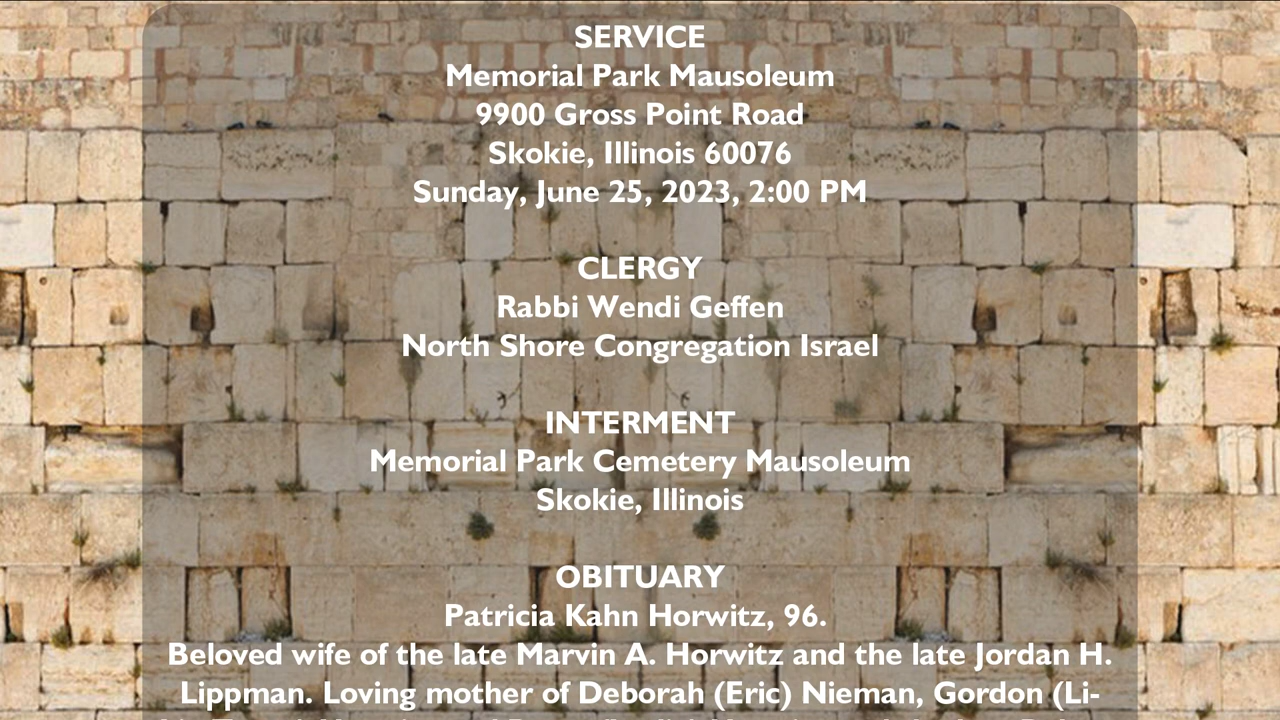 SERVICE
Memorial Park Mausoleum
9900 Gross Point Road
Skokie, Illinois 60076
Sunday, June 25, 2023, 2:00 PM
CLERGY
Rabbi Wendi Geffen
North Shore Congregation Israel
INTERMENT
Memorial Park Cemetery Mausoleum
Skokie, Illinois
OBITUARY
Patricia Kahn Horwitz, 96.
Beloved wife of the late Marvin A. Horwitz and the late Jordan H.
Lippman. Loving mother of Deborah (Eric) Nieman, Gordon (Li-